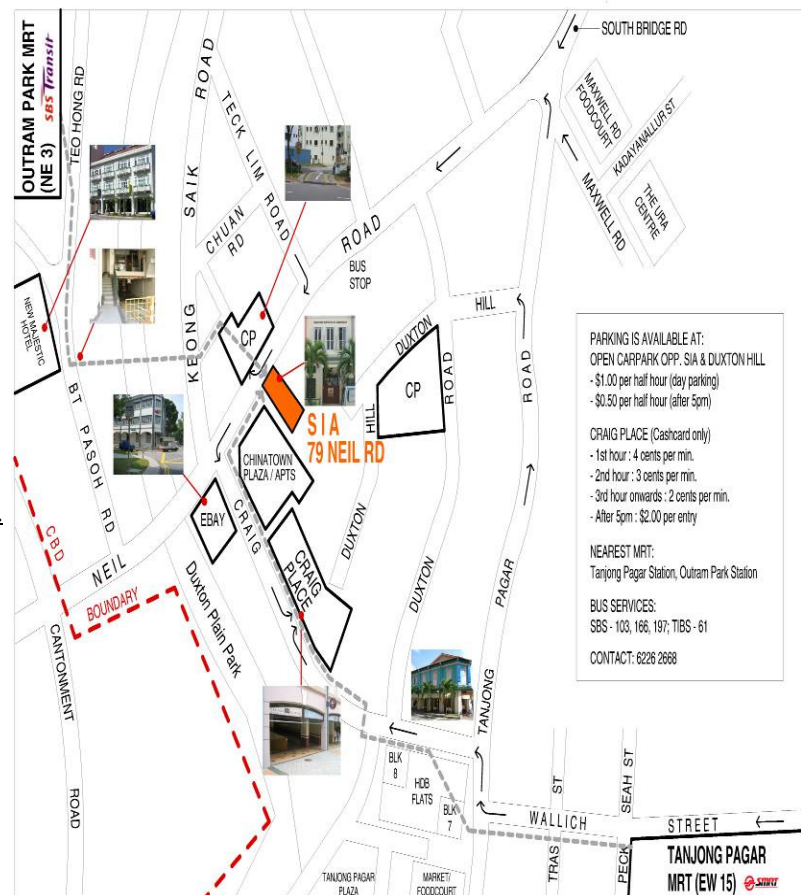 OUTRAM PARK MRT
(NE 3)
SBS Transit
TEO HONG RD
KEONG SAIK ROAD
TECK LIM ROAD
CHUAN
RD
NEIL ROAD
BUS
STOP
SOUTH BRIDGE RD
MAXWELL RD
FOODCOURT
KADAYANALLUR ST
THE URA
CENTRE
MAXWELL RD
NEW MAJESTIC
HOTEL
BT PASOH RD
CP
SIA
79 NEIL RD
CHINATOWN
PLAZA / APTS
EBAY
CRAIG
CRAIG
PLACE
DUXTON HILL
DUXTON HILL
CP
DUXTON ROAD
TANJONG PAGAR ROAD
CBD
BOUNDARY
CANTONMENT ROAD
Duxton Plain Park
PARKING IS AVAILABLE AT:
OPEN CARPARK OPP. SIA & DUXTON HILL
- $1.00 per half hour (day parking)
- $0.50 per half hour (after 5pm)
CRAIG PLACE (Cashcard only)
- 1st hour : 4 cents per min.
- 2nd hour : 3 cents per min.
- 3rd hour onwards : 2 cents per min.
- After 5pm : $2.00 per entry
NEAREST MRT:
Tanjong Pagar Station, Outram Park Station
BUS SERVICES:
SBS - 103, 166, 197; TIBS - 61
CONTACT: 6226 2668
BLK
8
HDB
FLATS
BLK
7
TRAS ST
PECK SEAH ST
WALLICH STREET
TANJONG PAGAR
PLAZA
MARKET/
FOODCOURT
TANJONG PAGAR
MRT (EW 15)
SMRT